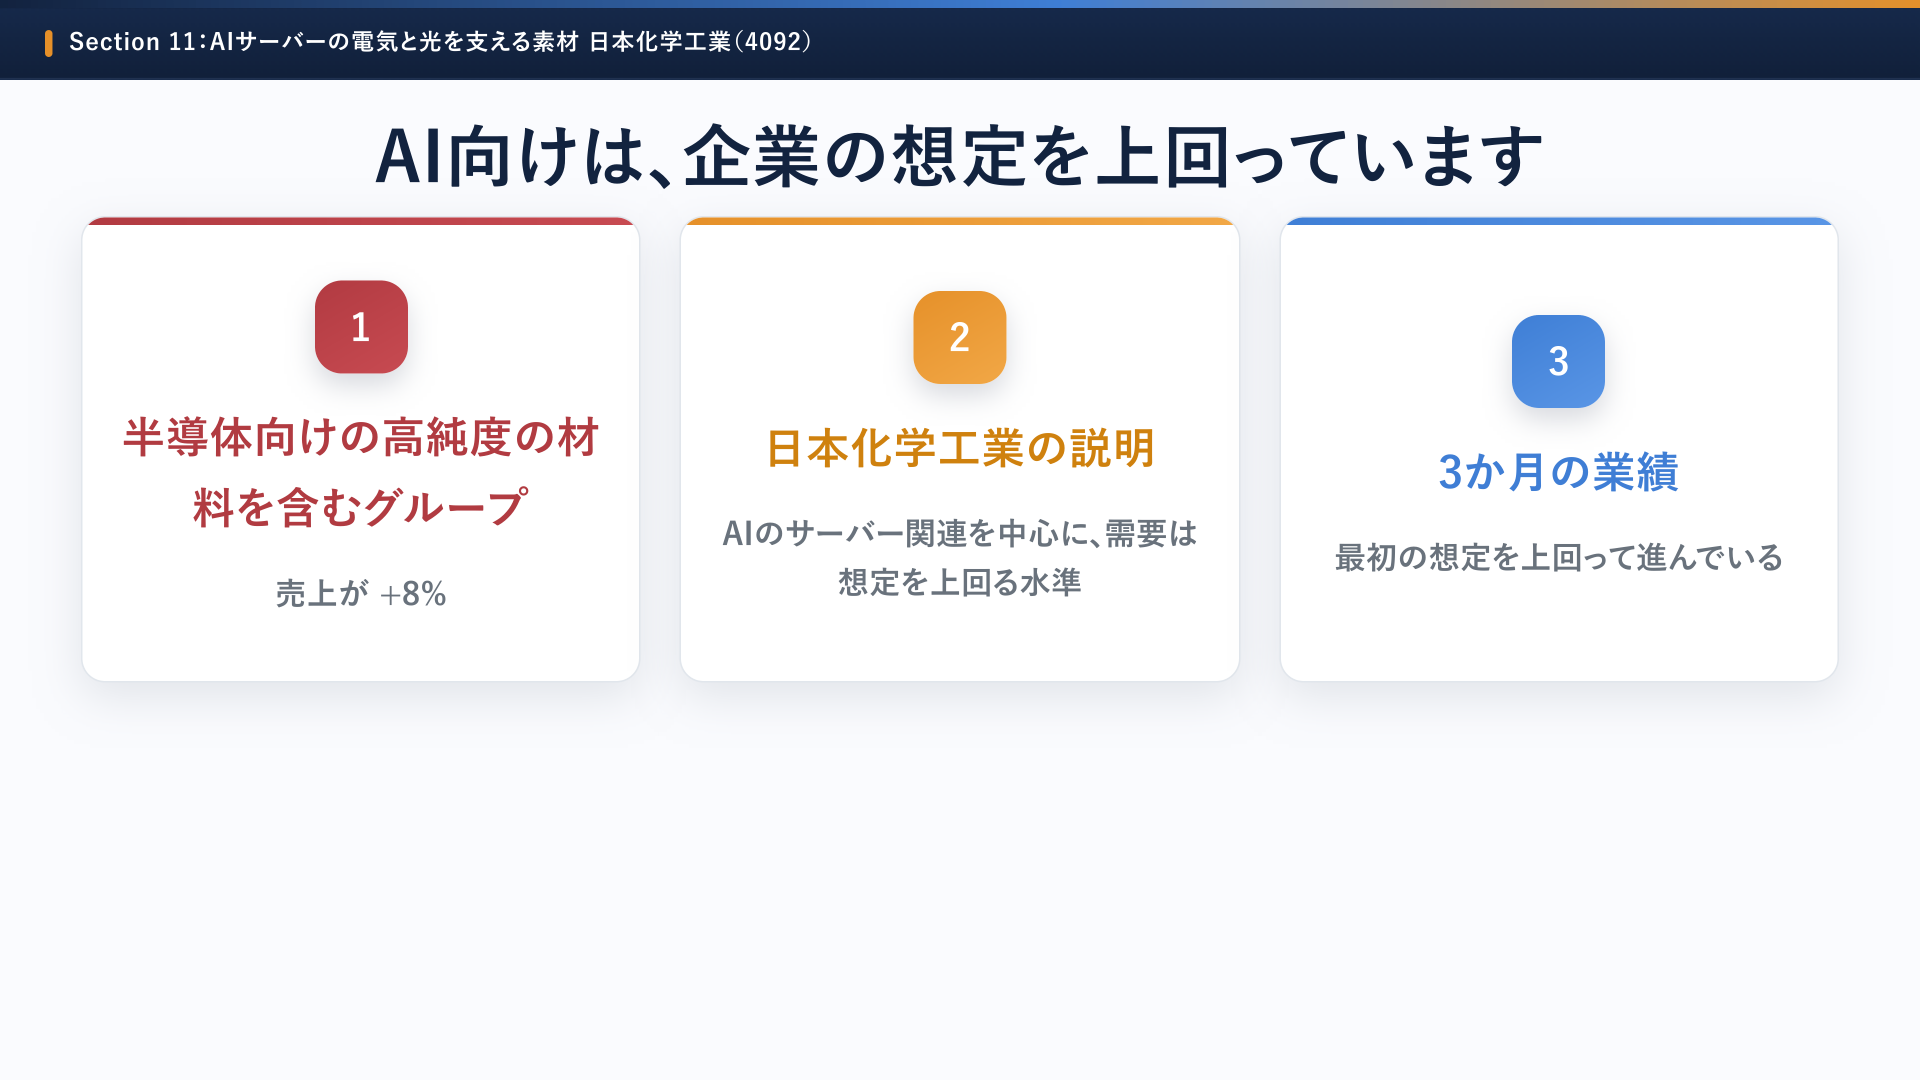 Section 11：AIサーバーの電気と光を支える素材 日本化学工業（4092）
AI向けは、企業の想定を上回っています
1
半導体向けの高純度の材
料を含むグループ
売上が +8%
2
日本化学工業の説明
AIのサーバー関連を中心に、需要は
想定を上回る水準
3
3か月の業績
最初の想定を上回って進んでいる